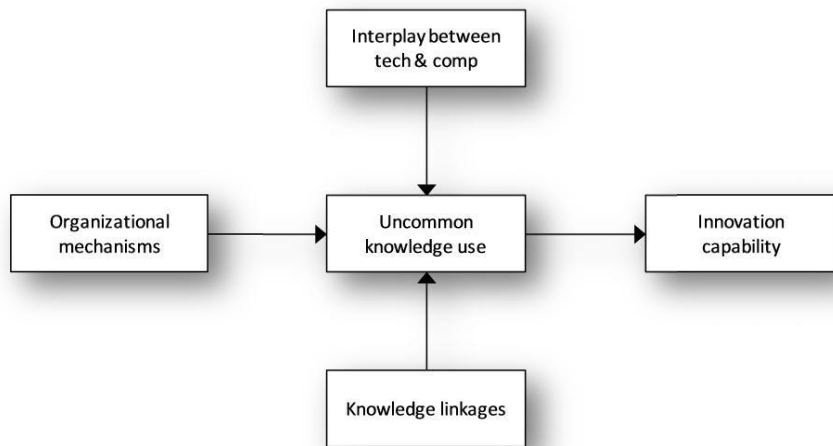 Interplay between
tech & comp
Organizational
mechanisms
Uncommon
knowledge use
Innovation
capability
Knowledge linkages